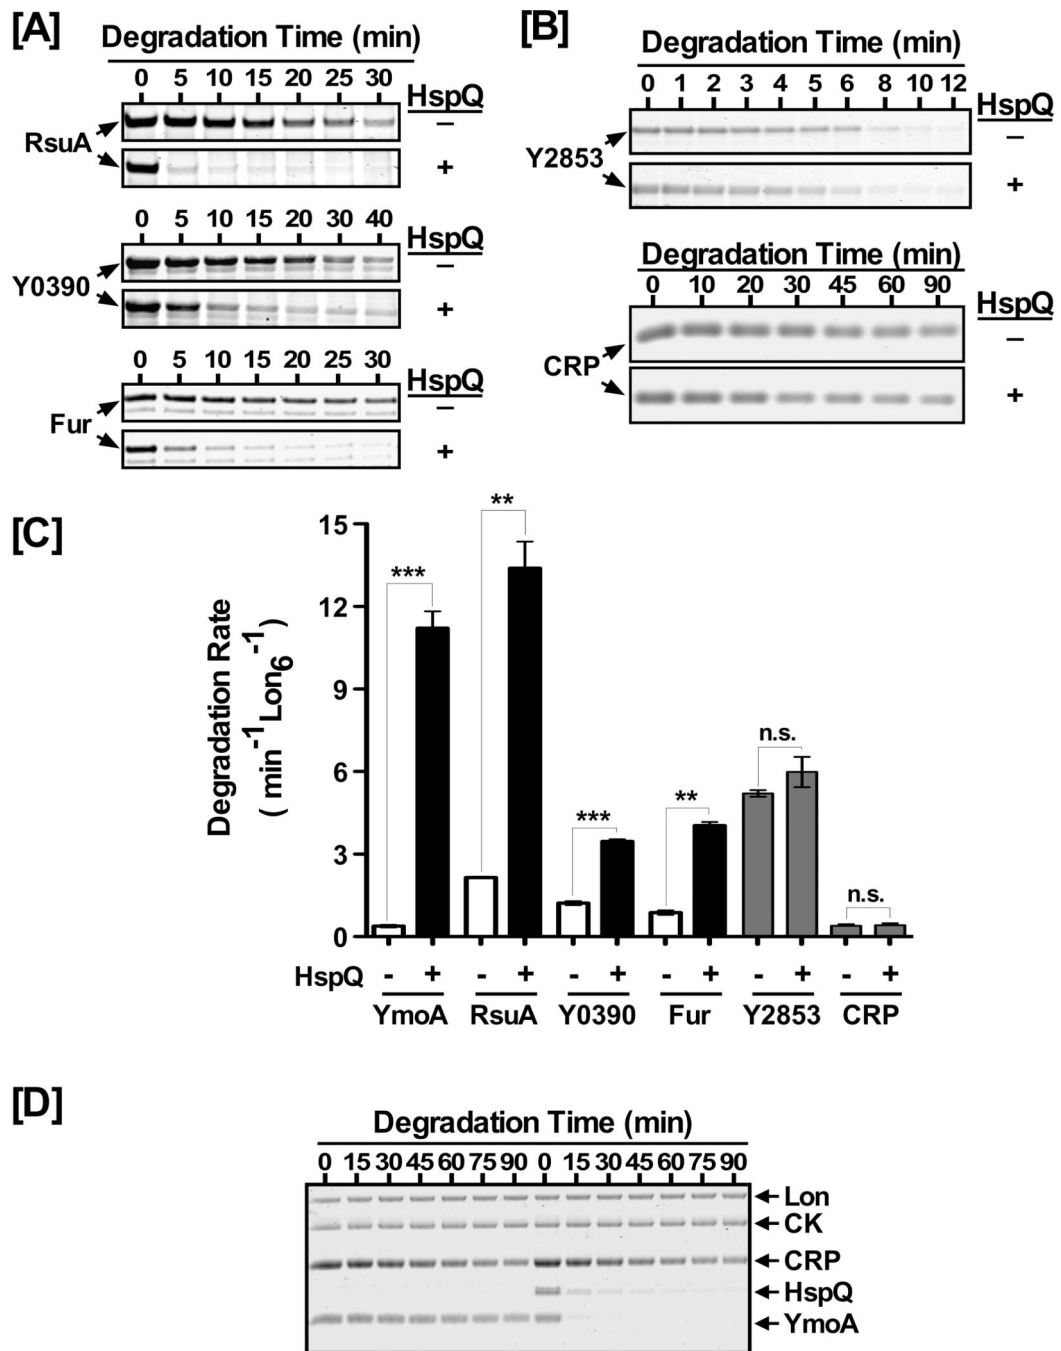 [A]
Degradation Time (min)
0 5 10 15 20 25 30
HspQ
RsuA
–
+
0 5 10 15 20 30 40
HspQ
Y0390
–
+
0 5 10 15 20 25 30
HspQ
Fur
–
+
[B]
Degradation Time (min)
0 1 2 3 4 5 6 8 10 12
HspQ
Y2853
–
+
Degradation Time (min)
0 10 20 30 45 60 90
HspQ
CRP
–
+
[C]
Degradation Rate
( min-1 Lon6-1 )
15
12
9
6
3
0
***
**
***
**
n.s.
n.s.
HspQ - + - + - + - + - + - +
YmoA RsuA Y0390 Fur Y2853 CRP
[D]
Degradation Time (min)
0 15 30 45 60 75 90 0 15 30 45 60 75 90
Lon
CK
CRP
HspQ
YmoA